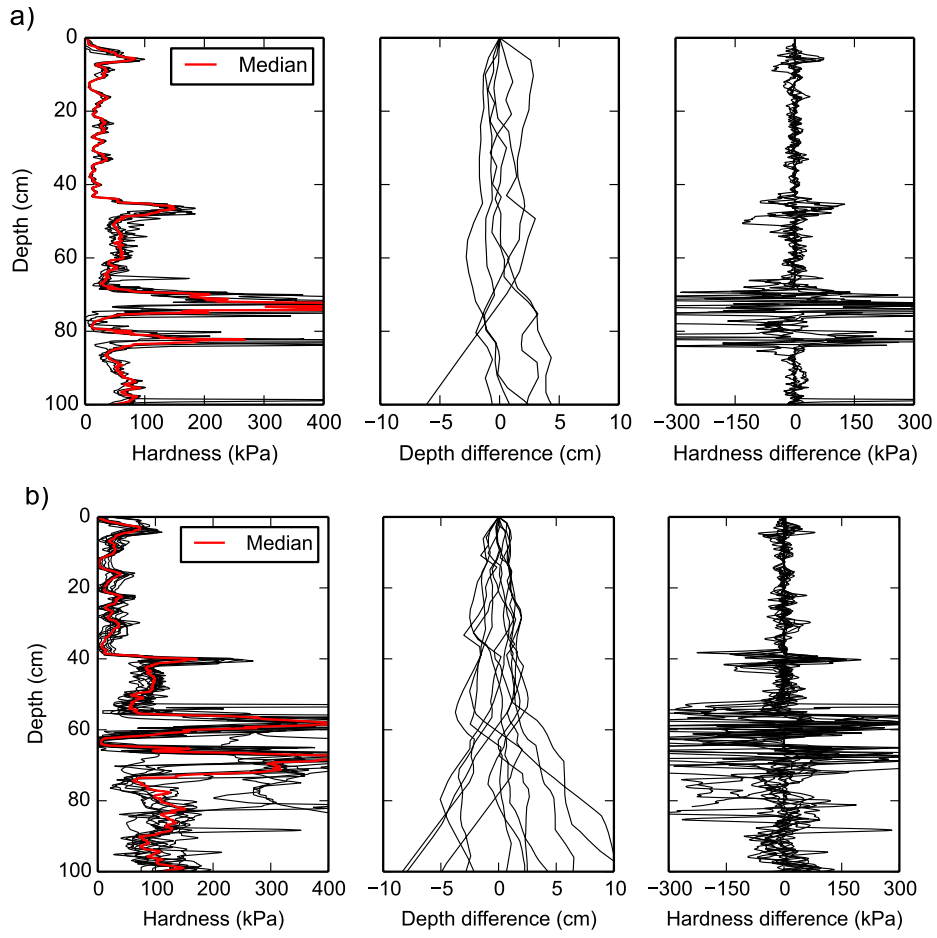 a)
0
20
40
60
80
100
Depth (cm)
Median
0 100 200 300 400
Hardness (kPa)
−10 −5 0 5 10
Depth difference (cm)
−300 −150 0 150 300
Hardness difference (kPa)
b)
0
20
40
60
80
100
Depth (cm)
Median
0 100 200 300 400
Hardness (kPa)
−10 −5 0 5 10
Depth difference (cm)
−300 −150 0 150 300
Hardness difference (kPa)